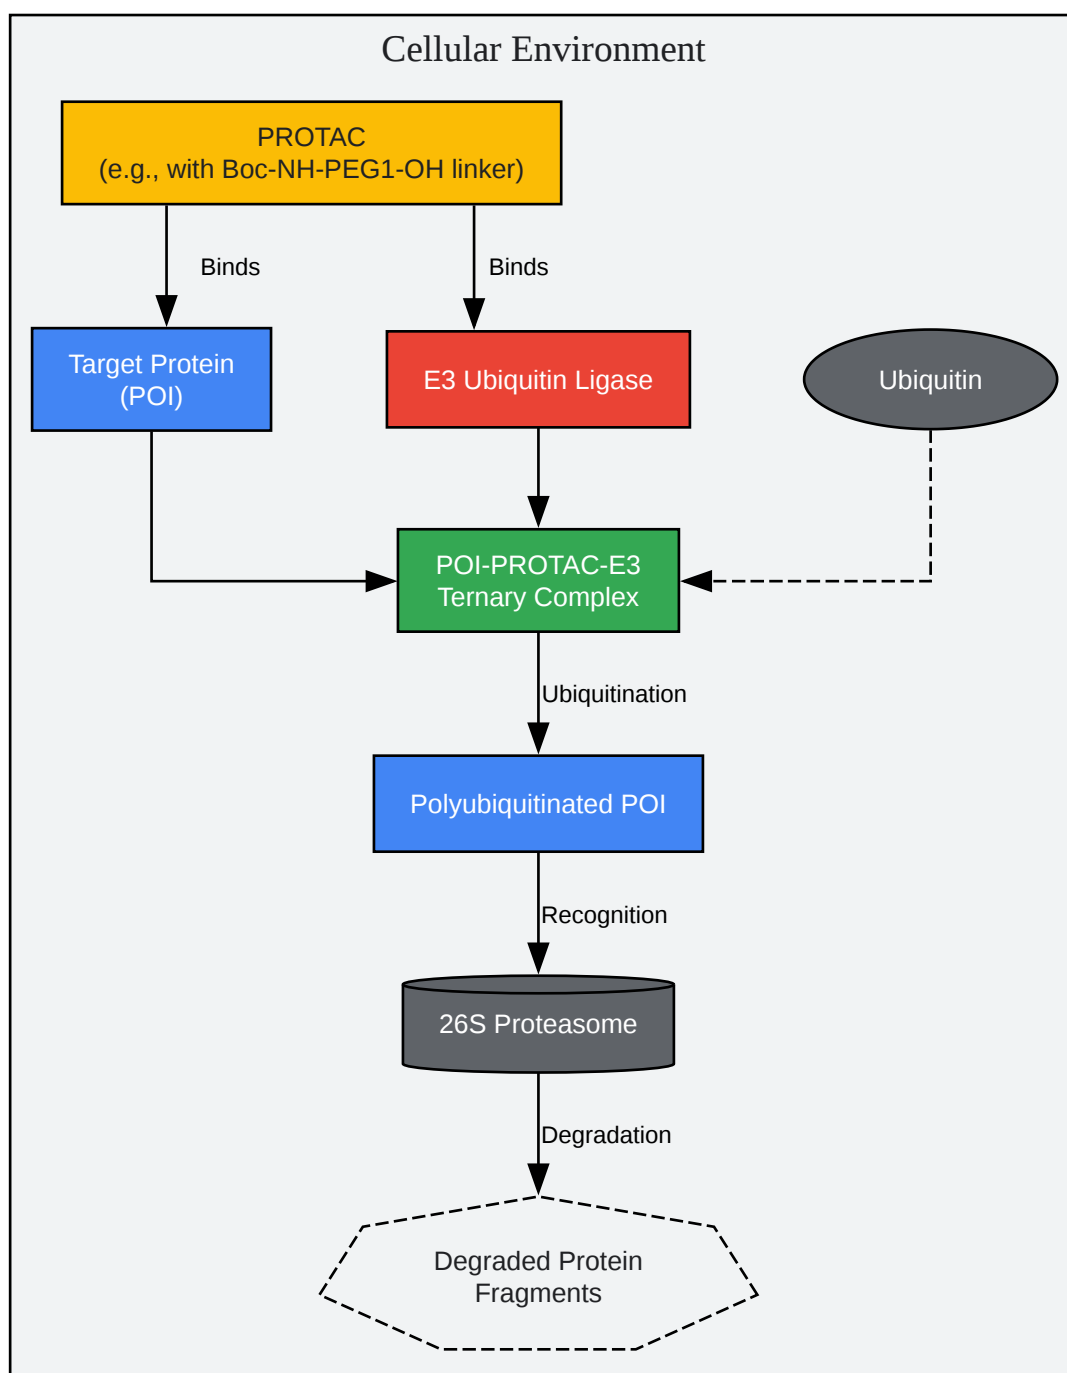 Cellular Environment
PROTAC
(e.g., with Boc-NH-PEG1-OH linker)
Binds
Binds
Target Protein
(POI)
E3 Ubiquitin Ligase
Ubiquitin
POI-PROTAC-E3
Ternary Complex
Ubiquitination
Polyubiquitinated POI
Recognition
26S Proteasome
Degradation
Degraded Protein
Fragments